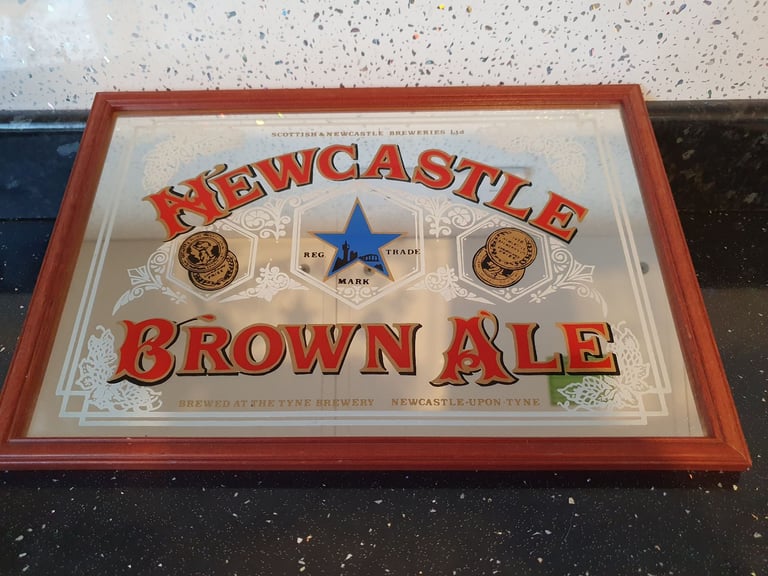 SCOTTISH & NEWCASTLE BREWERIES Ltd
NEWCASTLE
REG TRADE
MARK
BROWN ALE
BREWED AT THE TYNE BREWERY NEWCASTLE-UPON-TYNE